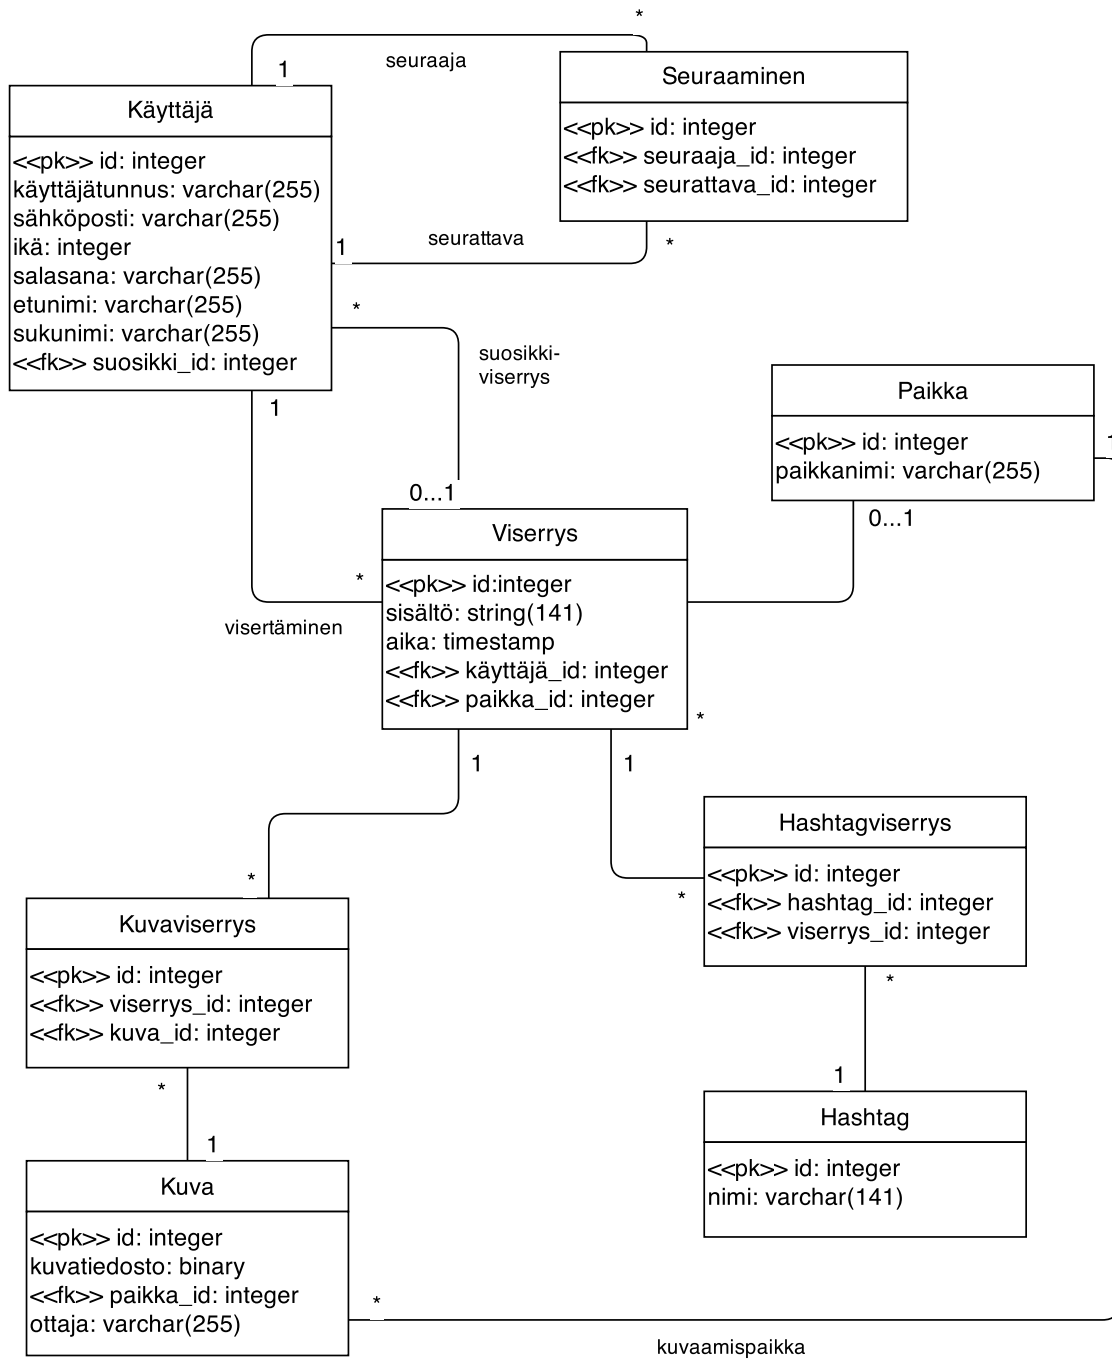 *
seuraaja
1
Seuraaminen
<<pk>> id: integer
<<fk>> seuraaja_id: integer
<<fk>> seurattava_id: integer
Käyttäjä
<<pk>> id: integer
käyttäjätunnus: varchar(255)
sähköposti: varchar(255)
ikä: integer
salasana: varchar(255)
etunimi: varchar(255)
sukunimi: varchar(255)
<<fk>> suosikki_id: integer
1
seurattava
*
*
suosikki-
viserrys
0...1
1
*
visertäminen
Paikka
<<pk>> id: integer
paikkanimi: varchar(255)
1
0...1
Viserrys
<<pk>> id:integer
sisältö: string(141)
aika: timestamp
<<fk>> käyttäjä_id: integer
<<fk>> paikka_id: integer
*
1
1
*
*
Hashtagviserrys
<<pk>> id: integer
<<fk>> hashtag_id: integer
<<fk>> viserrys_id: integer
*
1
Kuvaviserrys
<<pk>> id: integer
<<fk>> viserrys_id: integer
<<fk>> kuva_id: integer
*
1
Hashtag
<<pk>> id: integer
nimi: varchar(141)
Kuva
<<pk>> id: integer
kuvatiedosto: binary
<<fk>> paikka_id: integer
ottaja: varchar(255)
*
kuvaamispaikka